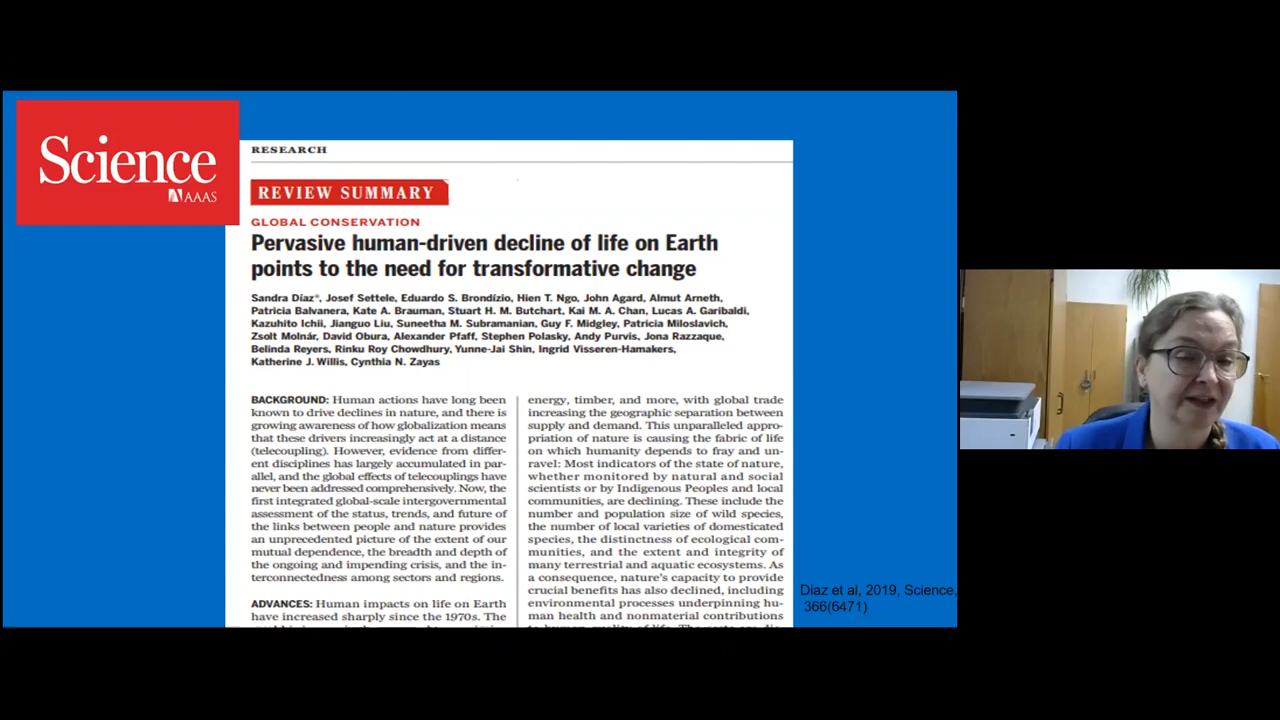 Science
AAAS
RESEARCH
REVIEW SUMMARY
GLOBAL CONSERVATION
Pervasive human-driven decline of life on Earth
points to the need for transformative change
Sandra Díaz*, Josef Settele, Eduardo S. Brondízio, Hien T. Ngo, John Agard, Almut Arneth,
Patricia Balvanera, Kate A. Brauman, Stuart H. M. Butchart, Kai M. A. Chan, Lucas A. Garibaldi,
Kazuhito Ichii, Jianguo Liu, Suneetha M. Subramanian, Guy F. Midgley, Patricia Miloslavich,
Zsolt Molnár, David Obura, Alexander Pfaff, Stephen Polasky, Andy Purvis, Jona Razzaque,
Belinda Reyers, Rinku Roy Chowdhury, Yunne-Jai Shin, Ingrid Visseren-Hamakers,
Katherine J. Willis, Cynthia N. Zayas
BACKGROUND: Human actions have long been
known to drive declines in nature, and there is
growing awareness of how globalization means
that these drivers increasingly act at a distance
(telecoupling). However, evidence from differ-
ent disciplines has largely accumulated in par-
allel, and the global effects of telecouplings have
never been addressed comprehensively. Now, the
first integrated global-scale intergovernmental
assessment of the status, trends, and future of
the links between people and nature provides
an unprecedented picture of the extent of our
mutual dependence, the breadth and depth of
the ongoing and impending crisis, and the in-
terconnectedness among sectors and regions.
ADVANCES: Human impacts on life on Earth
have increased sharply since the 1970s. The
energy, timber, and more, with global trade
increasing the geographic separation between
supply and demand. This unparalleled appro-
priation of nature is causing the fabric of life
on which humanity depends to fray and un-
ravel: Most indicators of the state of nature,
whether monitored by natural and social
scientists or by Indigenous Peoples and local
communities, are declining. These include the
number and population size of wild species,
the number of local varieties of domesticated
species, the distinctness of ecological com-
munities, and the extent and integrity of
many terrestrial and aquatic ecosystems. As
a consequence, nature's capacity to provide
crucial benefits has also declined, including
environmental processes underpinning hu-
man health and nonmaterial contributions
Diaz et al, 2019, Science,
366(6471)